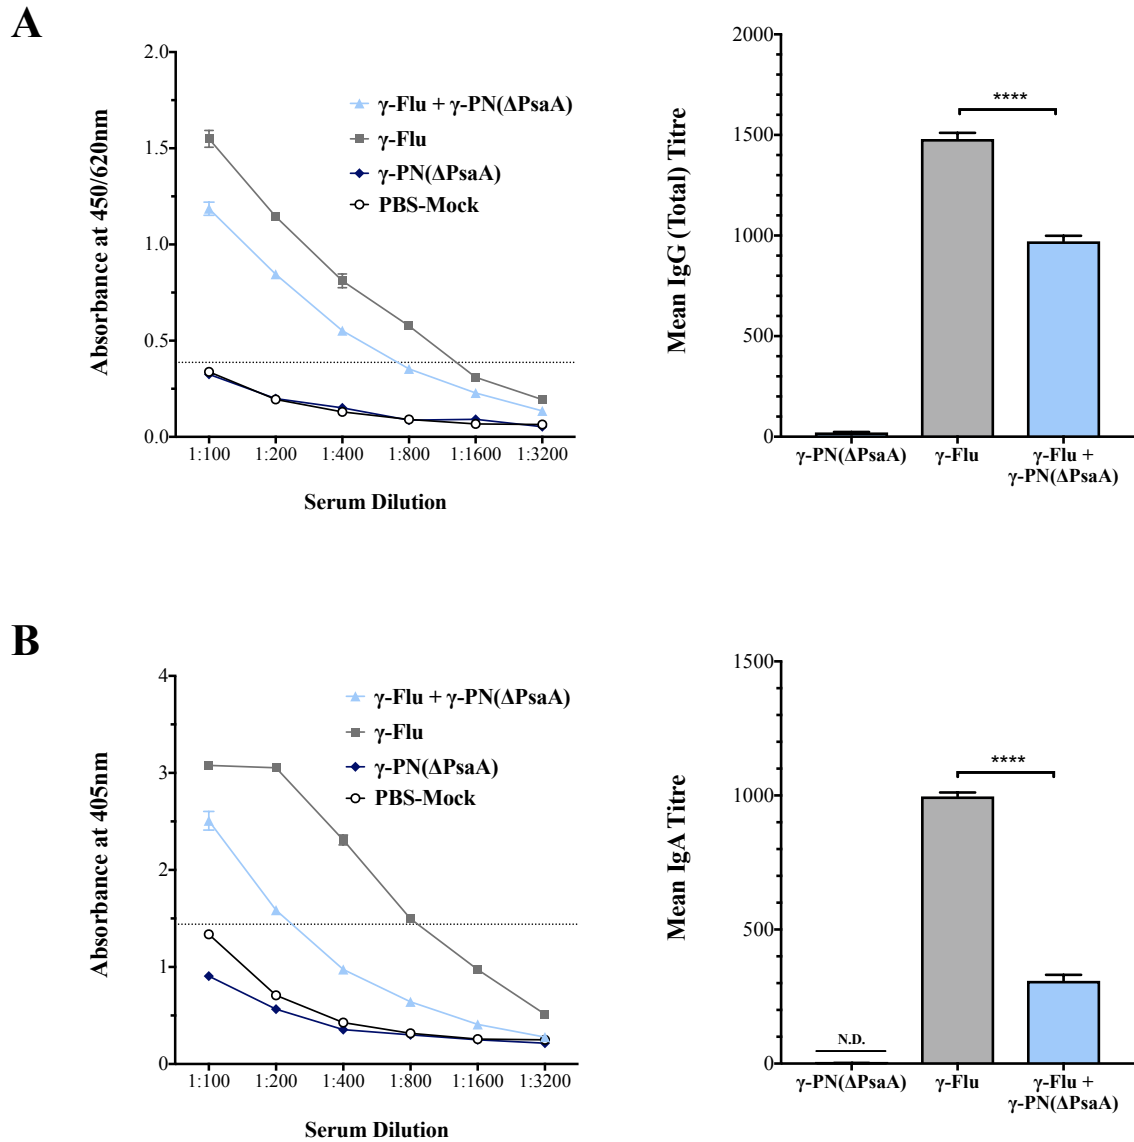 A
2.0
1.5
1.0
0.5
0.0
Absorbance at 450/620nm
γ-Flu + γ-PN(ΔPsaA)
γ-Flu
γ-PN(ΔPsaA)
PBS-Mock
1:100 1:200 1:400 1:800 1:1600 1:3200
Serum Dilution
2000
1500
1000
500
0
Mean IgG (Total) Titre
****
γ-PN(ΔPsaA) γ-Flu γ-Flu +
γ-PN(ΔPsaA)
B
4
3
2
1
0
Absorbance at 405nm
γ-Flu + γ-PN(ΔPsaA)
γ-Flu
γ-PN(ΔPsaA)
PBS-Mock
1:100 1:200 1:400 1:800 1:1600 1:3200
Serum Dilution
1500
1000
500
0
Mean IgA Titre
****
N.D.
γ-PN(ΔPsaA) γ-Flu γ-Flu +
γ-PN(ΔPsaA)